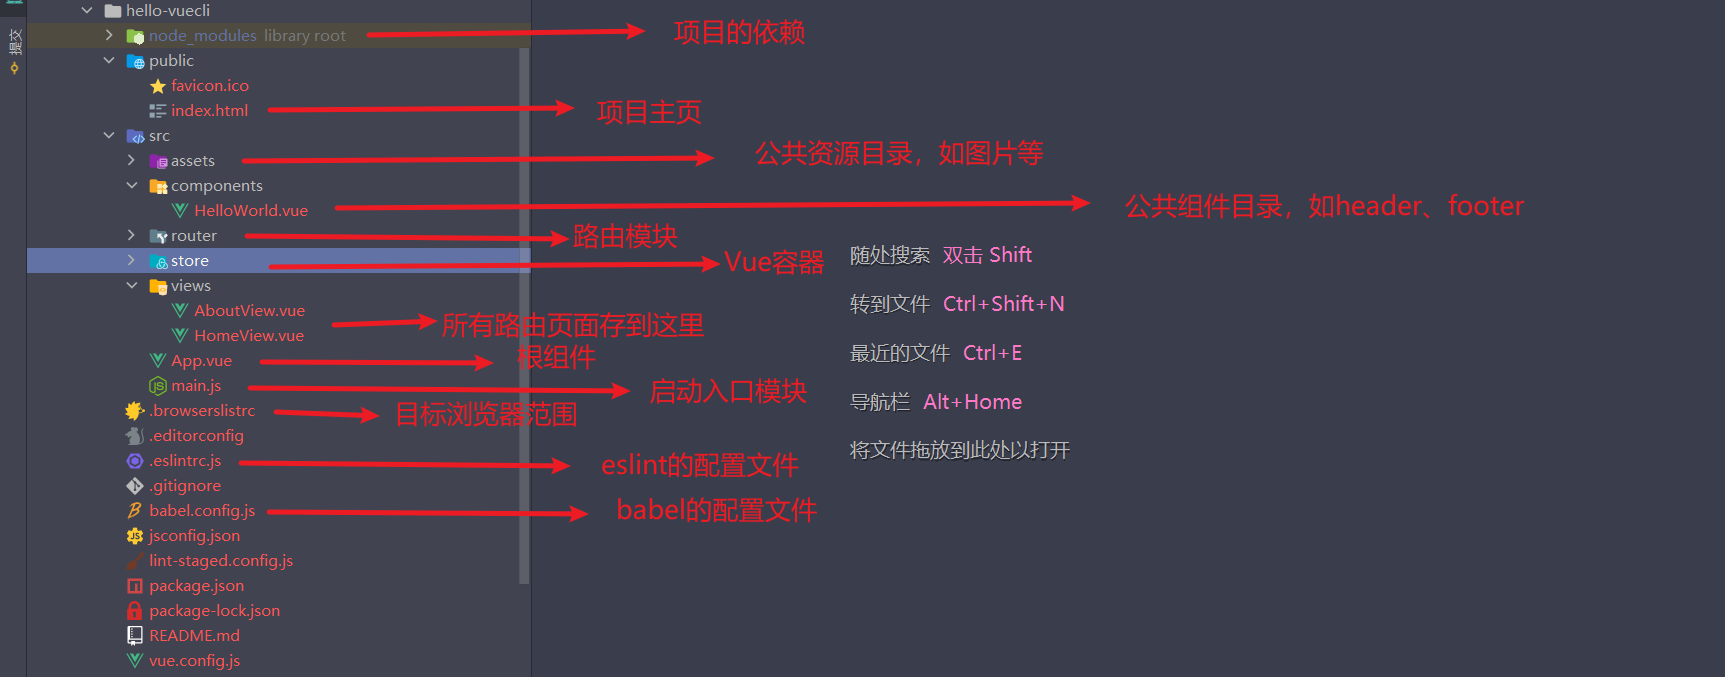 hello-vuecli
node_modules library root
项目的依赖
提交
public
favicon.ico
index.html
项目主页
src
assets
公共资源目录，如图片等
components
HelloWorld.vue
公共组件目录，如header、footer
router
路由模块
store
Vue容器
随处搜索 双击 Shift
views
转到文件 Ctrl+Shift+N
AboutView.vue
HomeView.vue
所有路由页面存到这里
最近的文件 Ctrl+E
App.vue
根组件
main.js
启动入口模块
导航栏 Alt+Home
.browserslistrc
目标浏览器范围
.editorconfig
将文件拖放到此处以打开
.eslintrc.js
eslint的配置文件
.gitignore
babel.config.js
babel的配置文件
jsconfig.json
lint-staged.config.js
package.json
package-lock.json
README.md
vue.config.js